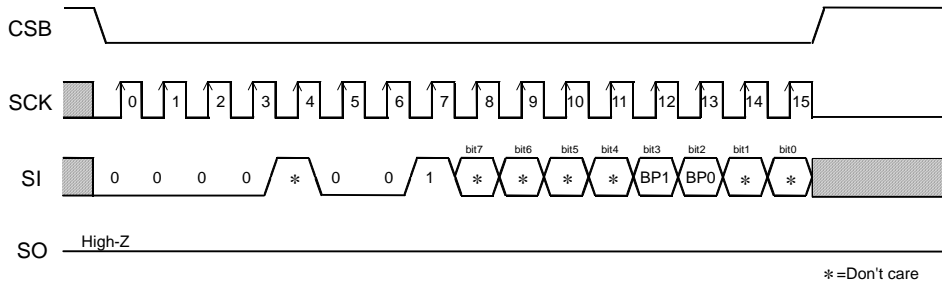 CSB
SCK 0 1 2 3 4 5 6 7 8 9 10 11 12 13 14 15
bit7 bit6 bit5 bit4 bit3 bit2 bit1 bit0
SI 0 0 0 0 * 0 0 1 * * * * BP1 BP0 * *
High-Z
SO
*=Don't care